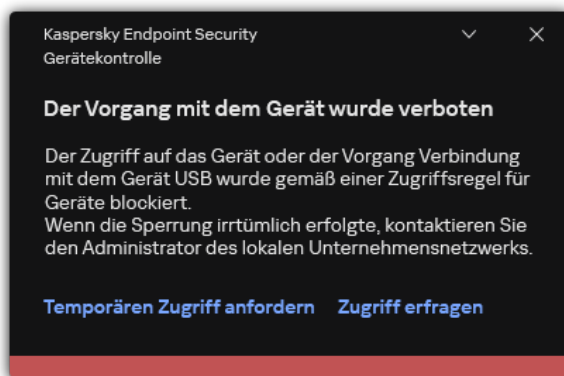 Kaspersky Endpoint Security
Gerätekontrolle
Der Vorgang mit dem Gerät wurde verboten
Der Zugriff auf das Gerät oder der Vorgang Verbindung
mit dem Gerät USB wurde gemäß einer Zugriffsregel für
Geräte blockiert.
Wenn die Sperrung irrtümlich erfolgte, kontaktieren Sie
den Administrator des lokalen Unternehmensnetzwerks.
Temporären Zugriff anfordern Zugriff erfragen